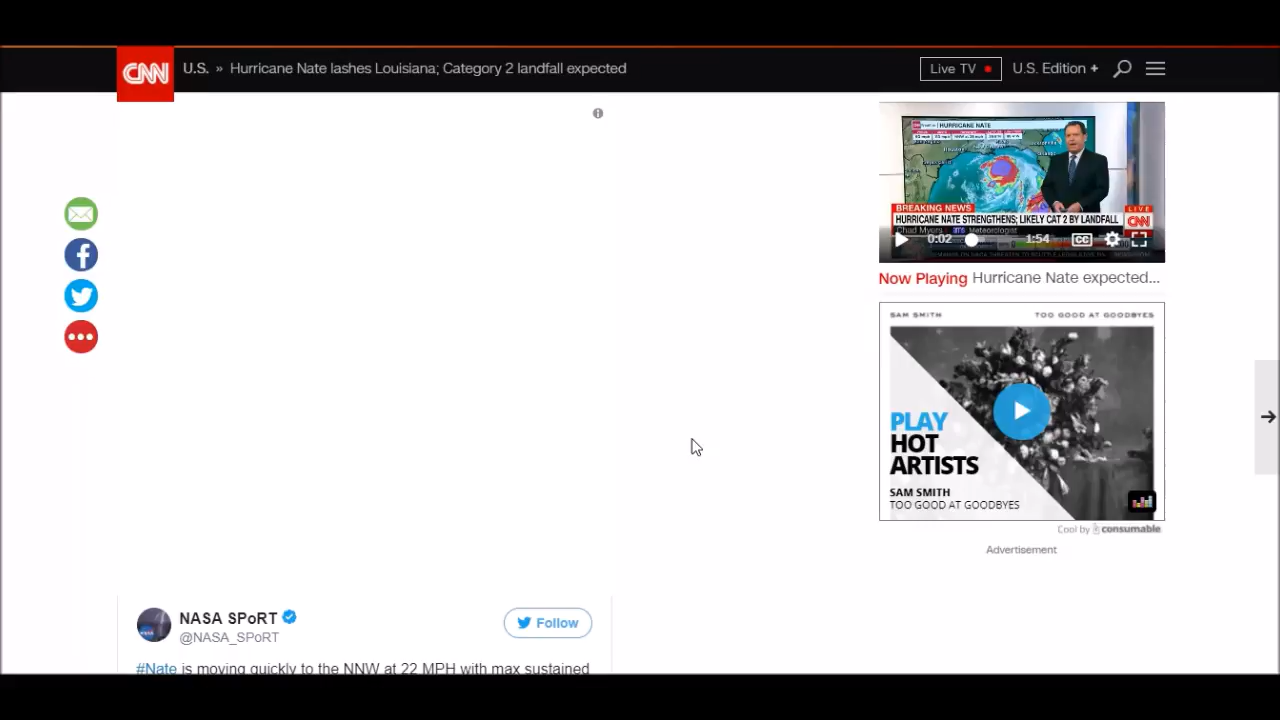 CNN
U.S. » Hurricane Nate lashes Louisiana; Category 2 landfall expected
Live TV
U.S. Edition +
HURRICANE NATE
BREAKING NEWS
LIVE
HURRICANE NATE STRENGTHENS; LIKELY CAT 2 BY LANDFALL
CNN
Chad Myers
Meteorologist
0:02
1:54
CC
Now Playing Hurricane Nate expected...
SAM SMITH
TOO GOOD AT GOODBYES
PLAY
HOT
ARTISTS
SAM SMITH
TOO GOOD AT GOODBYES
Cool by consumable
Advertisement
NASA SPoRT
@NASA_SPoRT
Follow
#Nate is moving quickly to the NNW at 22 MPH with max sustained